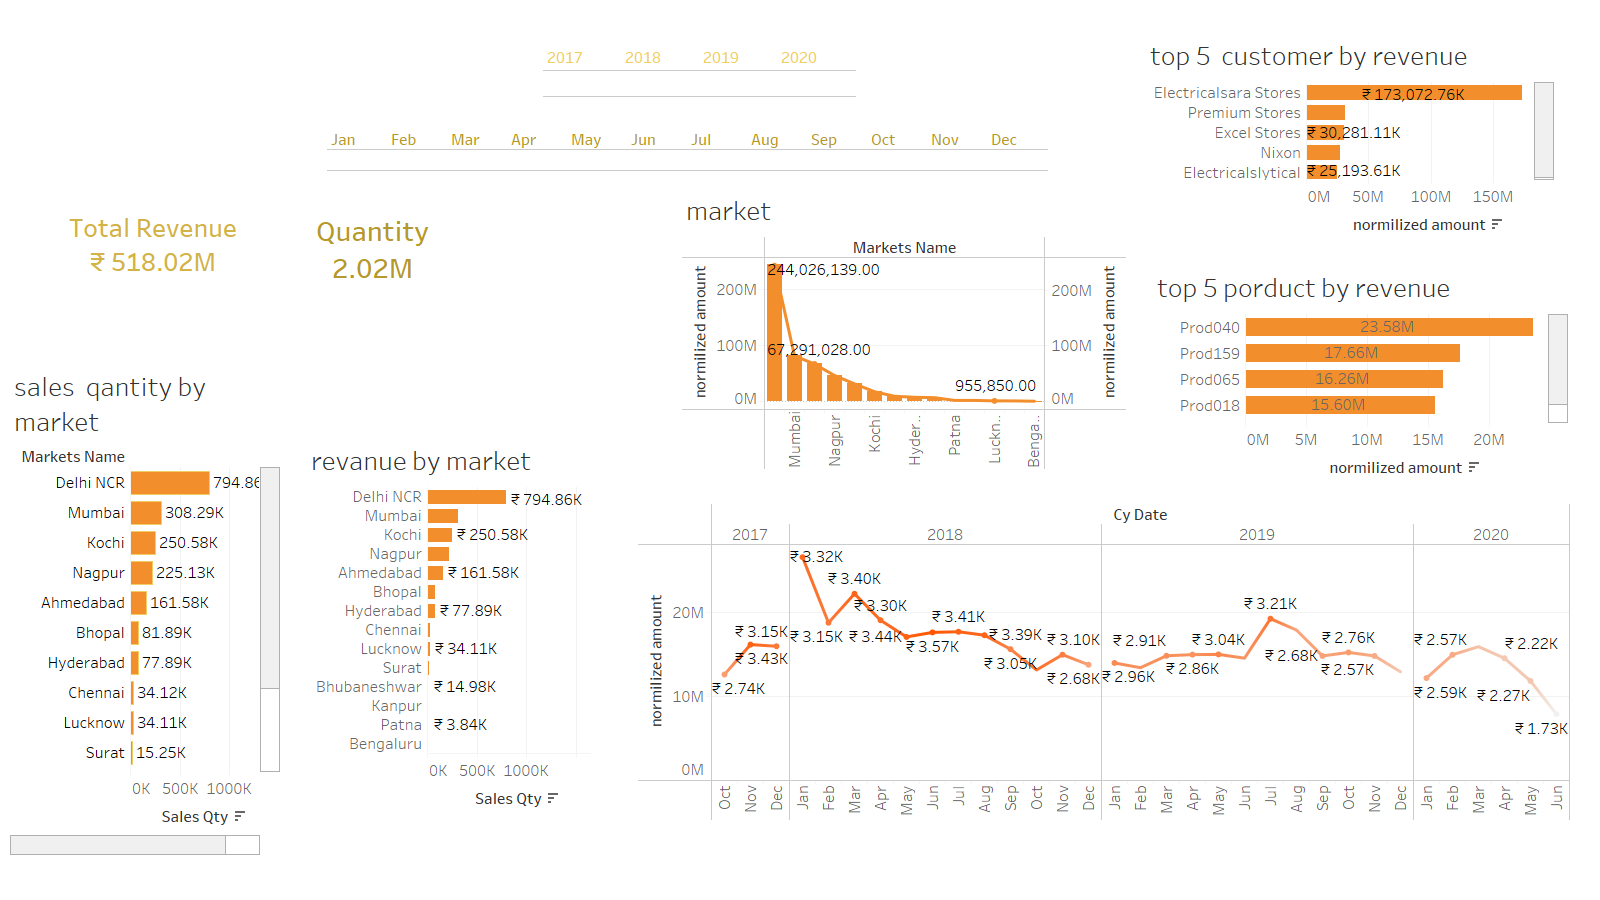 2017 2018 2019 2020
Jan Feb Mar Apr May Jun Jul Aug Sep Oct Nov Dec
Total Revenue
₹ 518.02M
Quantity
2.02M
top 5 customer by revenue
Electricalsara Stores ₹ 173,072.76K
Premium Stores
Excel Stores ₹ 30,281.11K
Nixon
Electricalslytical ₹ 25,193.61K
0M 50M 100M 150M
normilized amount
market
Markets Name
normilized amount
200M
100M
0M
244,026,139.00
67,291,028.00
955,850.00
200M
100M
0M
normilized amount
Mumbai
Nagpur
Kochi
Hyder..
Patna
Luckn..
Benga..
top 5 porduct by revenue
Prod040 23.58M
Prod159 17.66M
Prod065 16.26M
Prod018 15.60M
0M 5M 10M 15M 20M
normilized amount
sales qantity by
market
Markets Name
Delhi NCR 794.86
Mumbai 308.29K
Kochi 250.58K
Nagpur 225.13K
Ahmedabad 161.58K
Bhopal 81.89K
Hyderabad 77.89K
Chennai 34.12K
Lucknow 34.11K
Surat 15.25K
0K 500K 1000K
Sales Qty
revanue by market
Delhi NCR ₹ 794.86K
Mumbai
Kochi ₹ 250.58K
Nagpur
Ahmedabad ₹ 161.58K
Bhopal
Hyderabad ₹ 77.89K
Chennai
Lucknow ₹ 34.11K
Surat
Bhubaneshwar ₹ 14.98K
Kanpur
Patna ₹ 3.84K
Bengaluru
0K 500K 1000K
Sales Qty
Cy Date
2017 2018 2019 2020
normilized amount
20M
10M
0M
₹ 2.74K
₹ 3.15K
₹ 3.43K
₹ 3.32K
₹ 3.15K
₹ 3.40K
₹ 3.30K
₹ 3.44K
₹ 3.57K
₹ 3.41K
₹ 3.39K
₹ 3.05K
₹ 3.10K
₹ 2.68K
₹ 2.96K
₹ 2.91K
₹ 2.86K
₹ 3.04K
₹ 3.21K
₹ 2.68K
₹ 2.76K
₹ 2.57K
₹ 2.59K
₹ 2.57K
₹ 2.27K
₹ 2.22K
₹ 1.73K
Oct Nov Dec Jan Feb Mar Apr May Jun Jul Aug Sep Oct Nov Dec Jan Feb Mar Apr May Jun Jul Aug Sep Oct Nov Dec Jan Feb Mar Apr May Jun